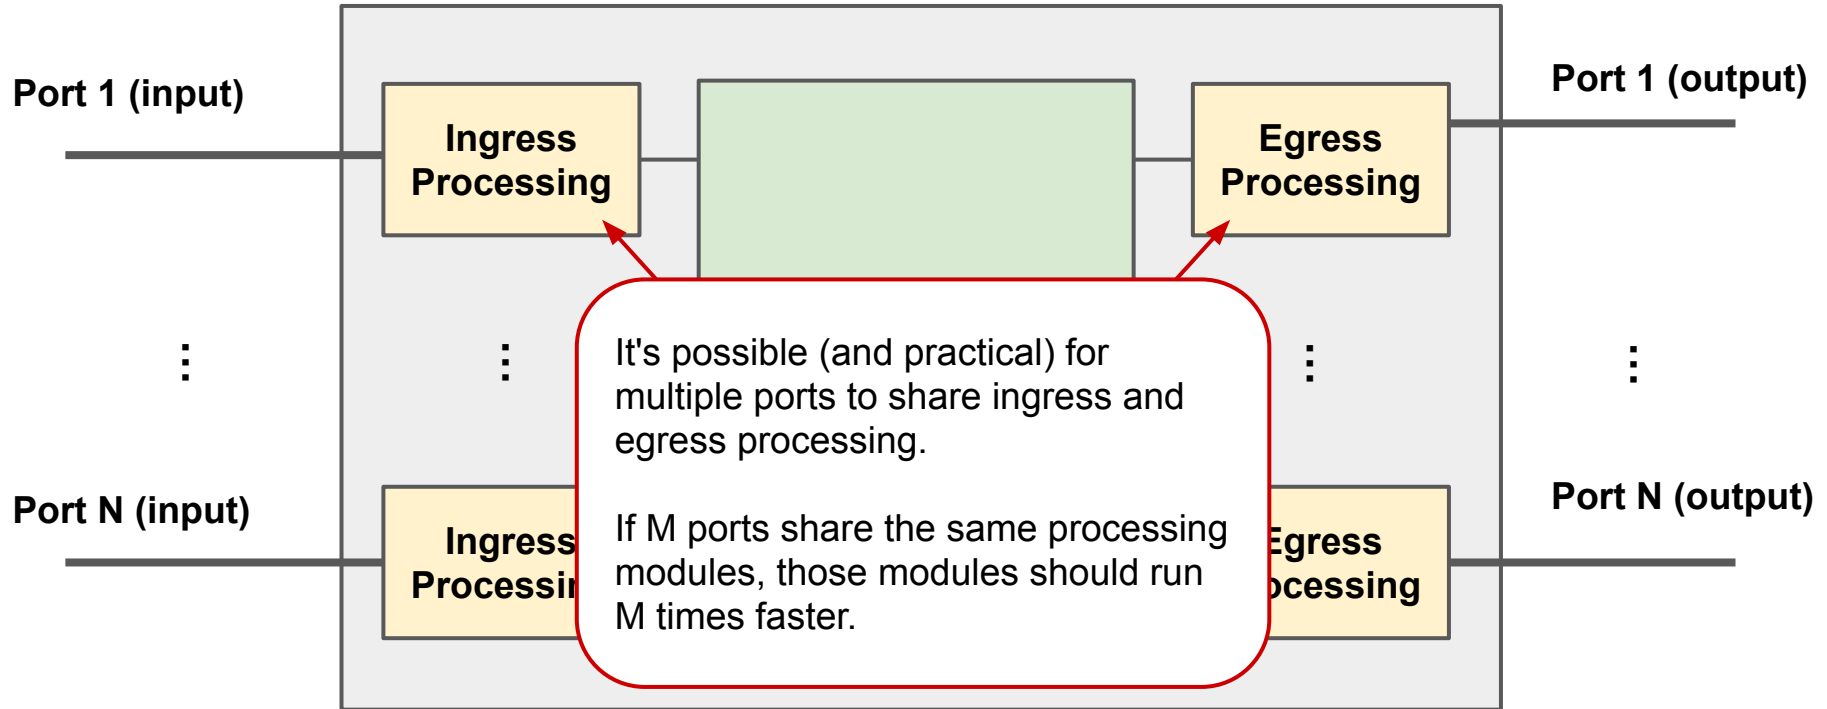 Port 1 (input)
Port 1 (output)
Ingress
Processing
Egress
Processing
It's possible (and practical) for
multiple ports to share ingress and
egress processing.
If M ports share the same processing
modules, those modules should run
M times faster.
Port N (input)
Port N (output)
Ingress
Processin
Egress
ocessing